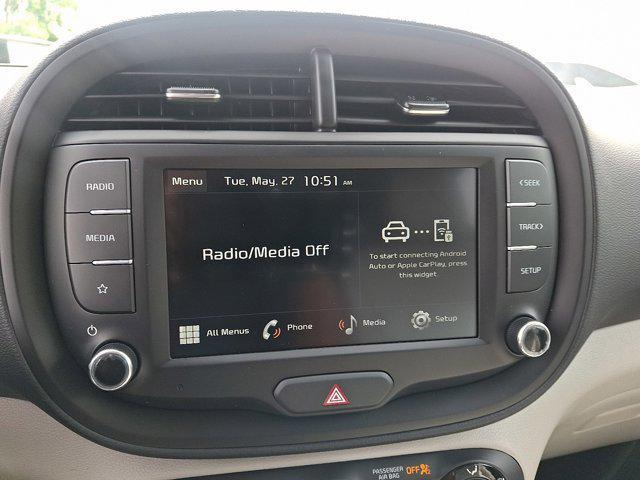 Menu Tue, May. 27 10:51 AM
RADIO
MEDIA
Radio/Media Off
To start connecting Android
Auto or Apple CarPlay, press
this widget.
All Menus Phone Media Setup
< SEEK
TRACK >
SETUP
PASSENGER
AIR BAG OFF